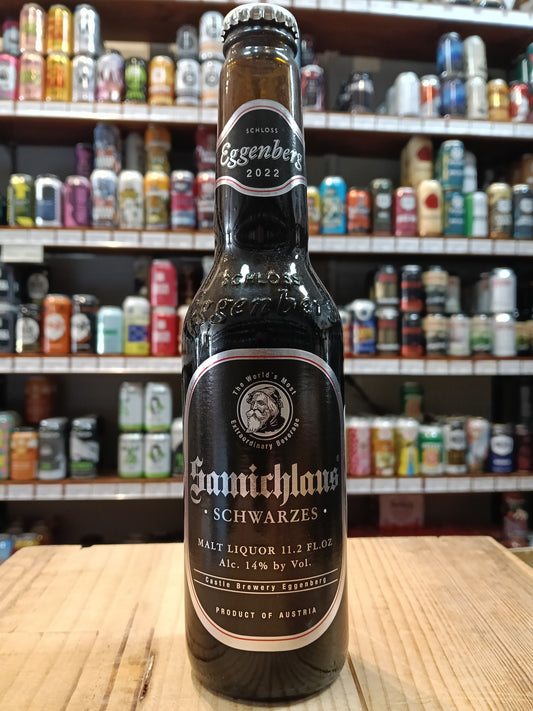 SCHLOSS
Eggenberg
2022
SCHLOSS
Eggenberg
The World's Most
Extraordinary Beverage
Samichlaus
· SCHWARZES ·
MALT LIQUOR 11.2 FL.OZ
Alc. 14% by Vol.
Castle Brewery Eggenberg
PRODUCT OF AUSTRIA